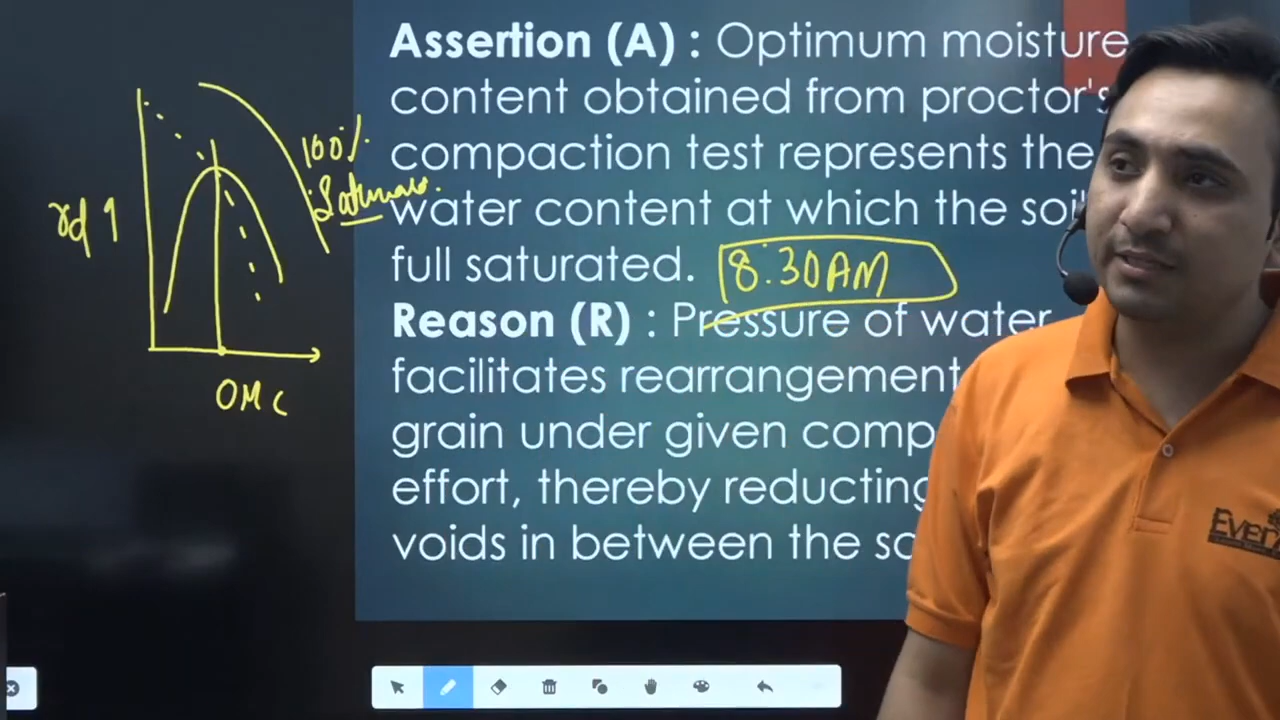 Assertion (A) : Optimum moisture
content obtained from proctor's
compaction test represents the
water content at which the soil
full saturated.
8:30AM
Reason (R) : Pressure of water
facilitates rearrangement
grain under given comp
effort, thereby reducting
voids in between the so
100%
γd
OMC
Ever